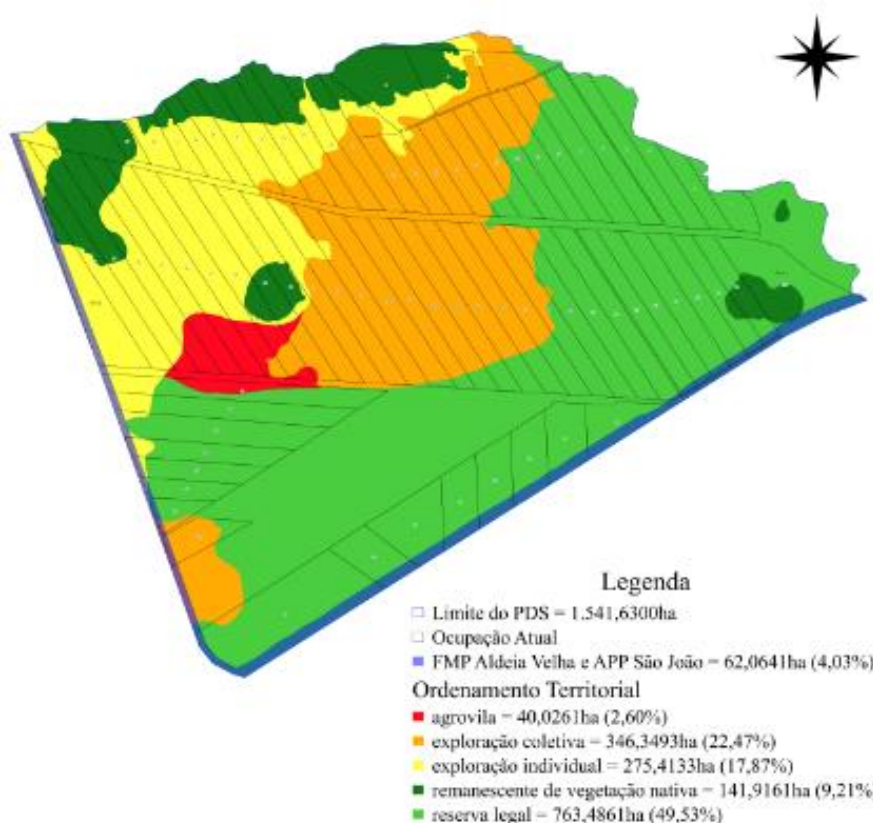 Legenda
Limite do PDS = 1.541,6300ha
Ocupação Atual
FMP Aldeia Velha e APP São João = 62,0641ha (4,03%)
Ordenamento Territorial
agrovila = 40,0261ha (2,60%)
exploração coletiva = 346,3493ha (22,47%)
exploração individual = 275,4133ha (17,87%)
remanescente de vegetação nativa = 141,9161ha (9,21%
reserva legal = 763,4861ha (49,53%)